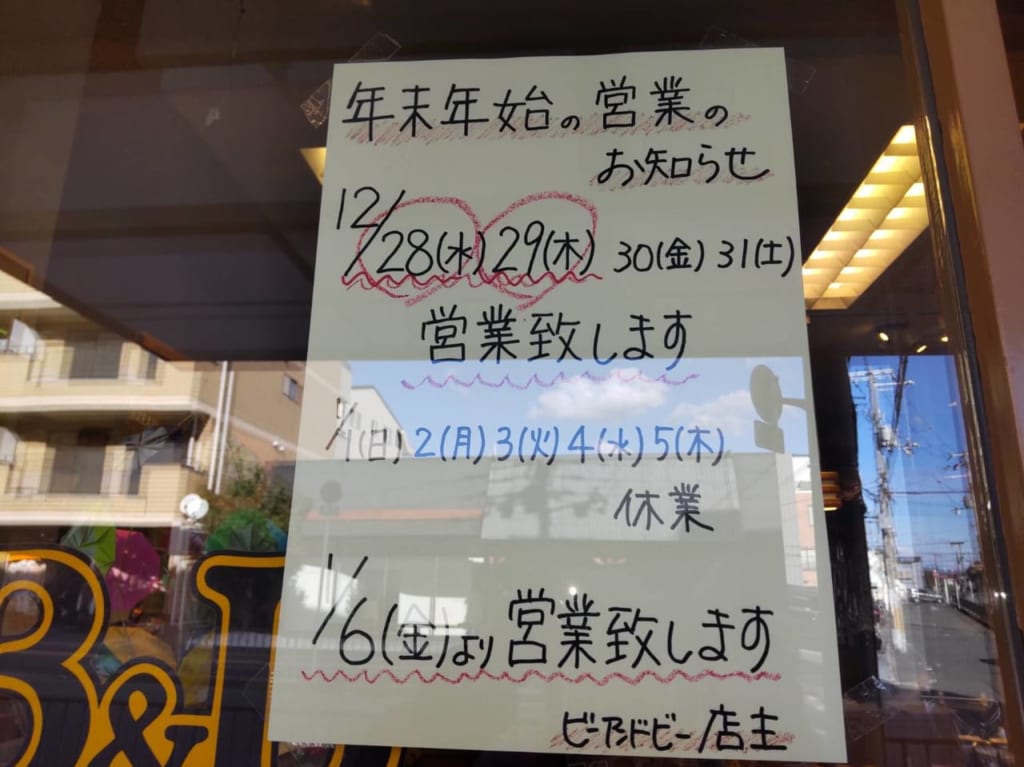 年末年始の営業の
お知らせ
12/28(水) 29(木) 30(金) 31(土)
営業致します
1/1(日) 2(月) 3(火) 4(水) 5(木)
休業
1/6(金)より営業致します
ビーアンドビー店主
B&